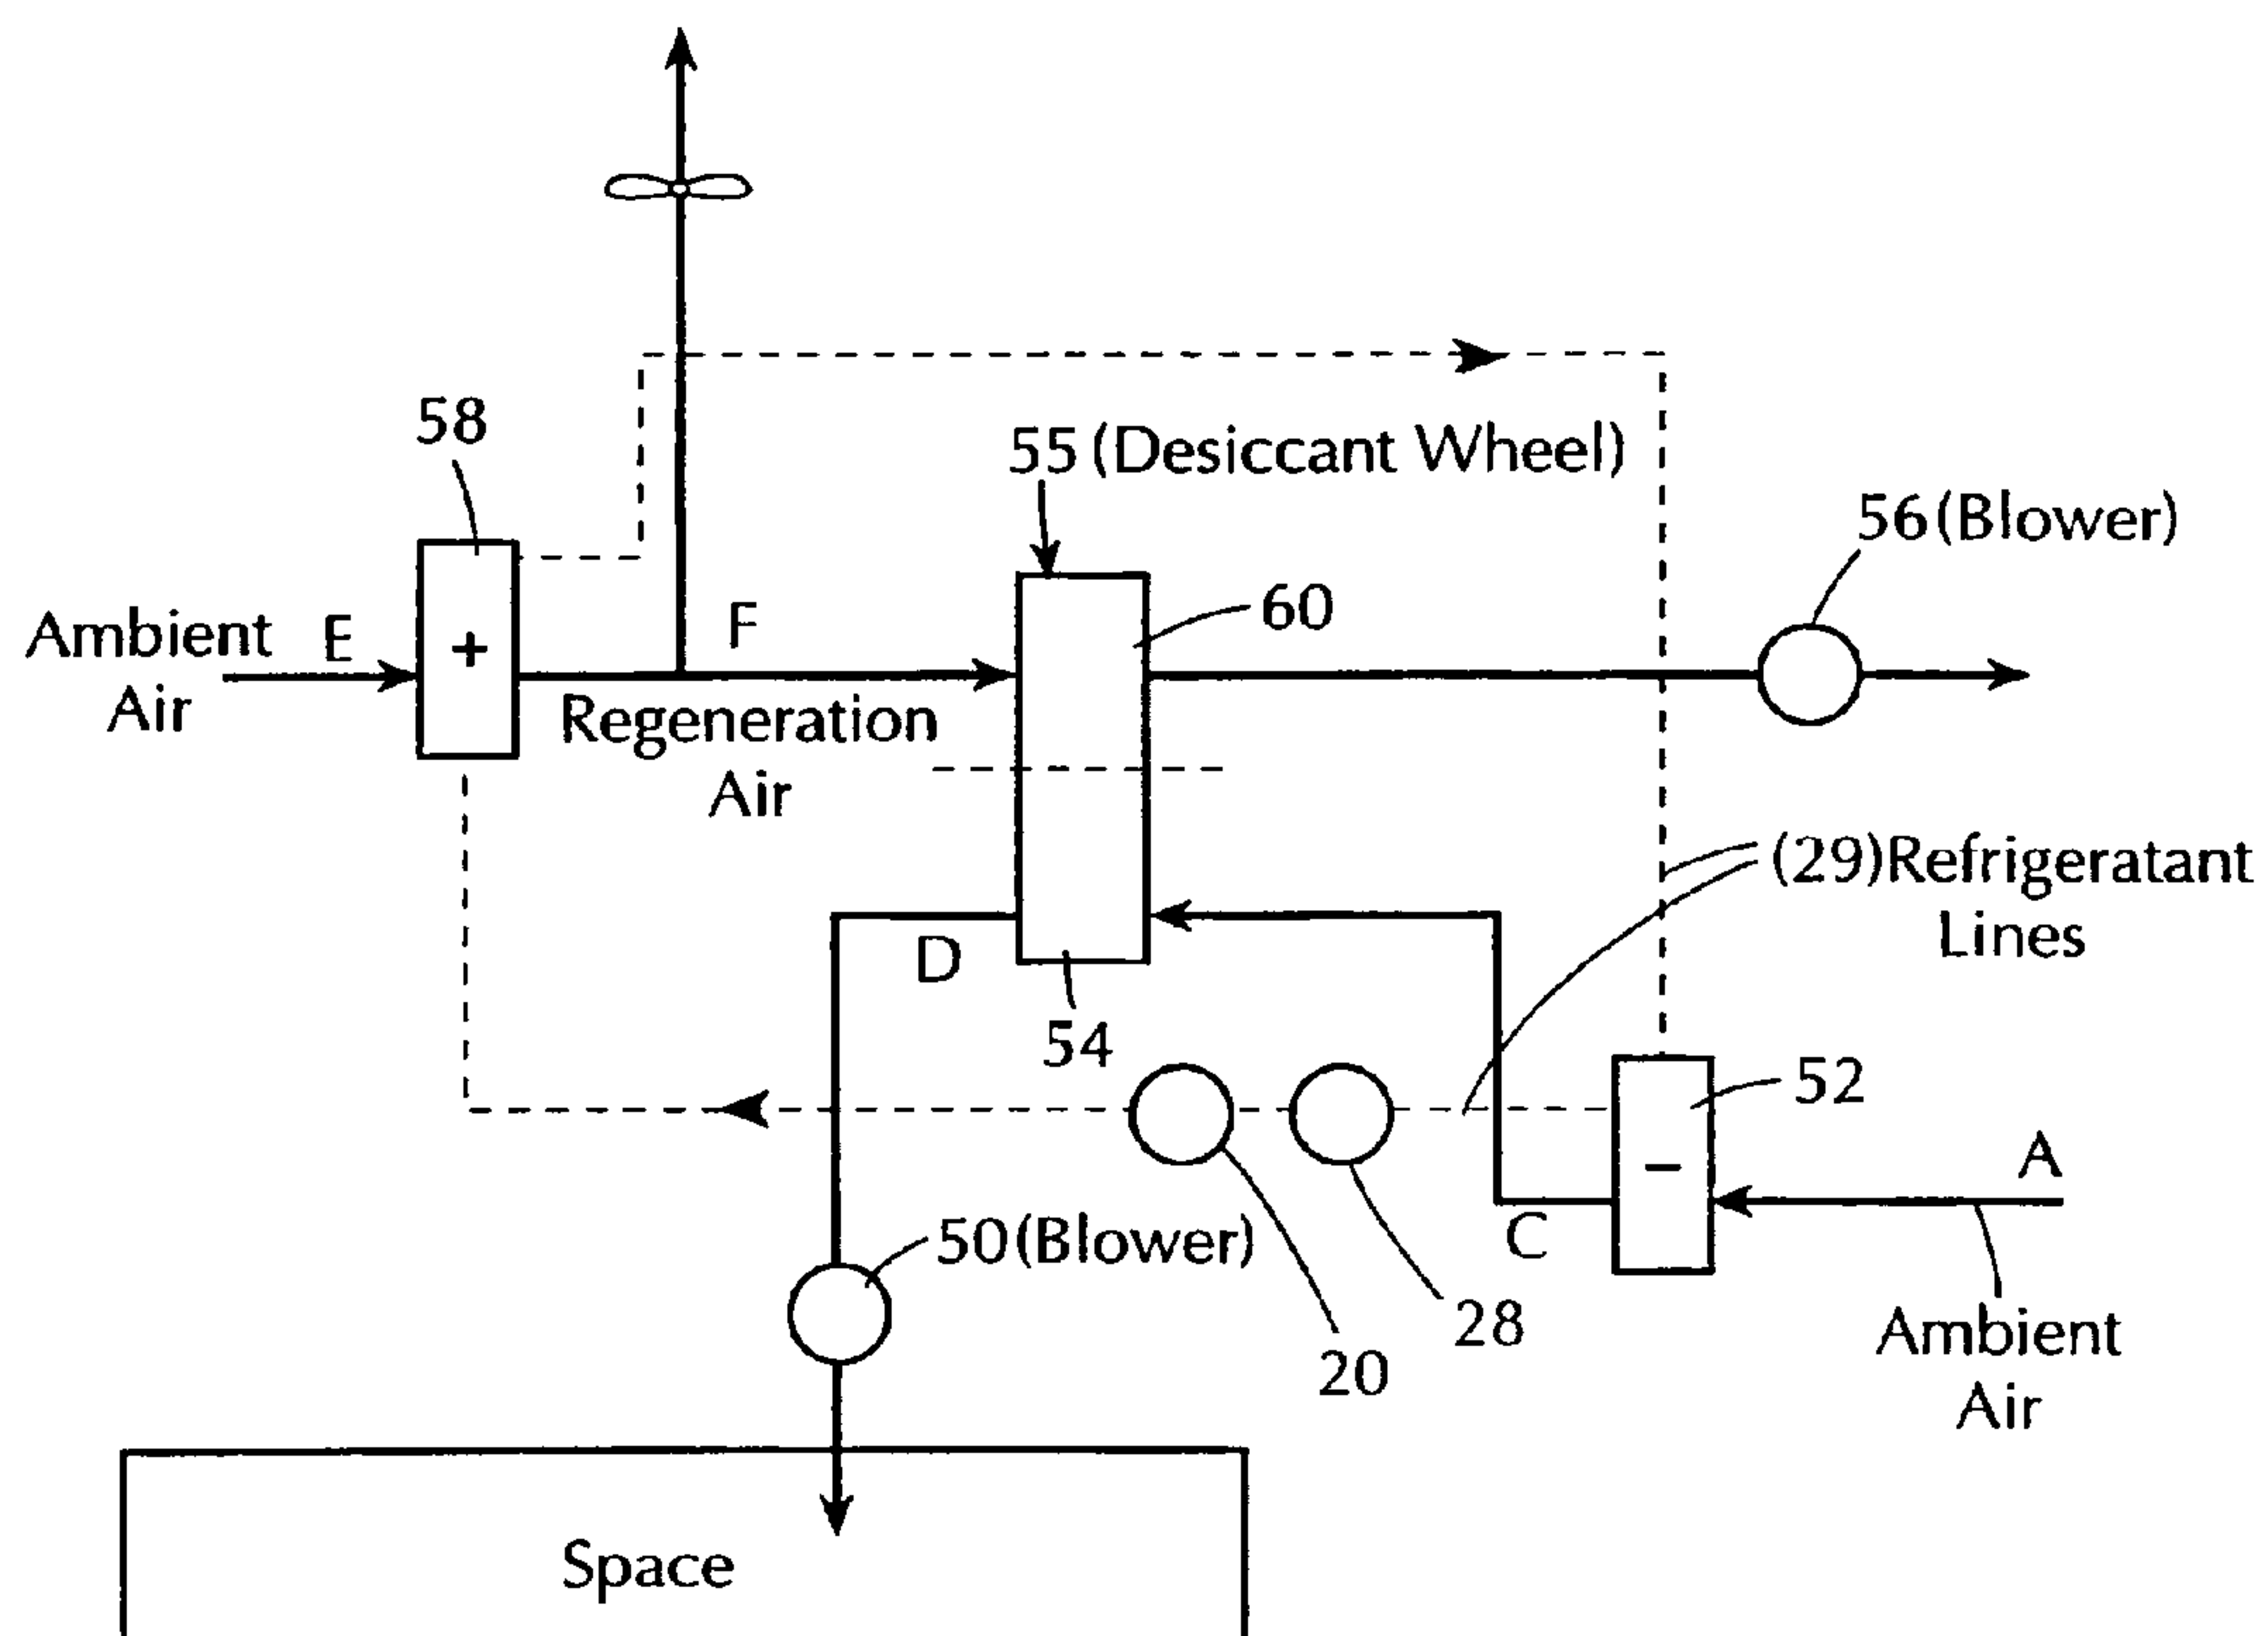 58
55 (Desiccant Wheel)
56 (Blower)
60
Ambient
Air
E
+
F
Regeneration
Air
(29) Refrigeratant
Lines
D
54
52
−
A
C
50 (Blower)
28
20
Ambient
Air
Space